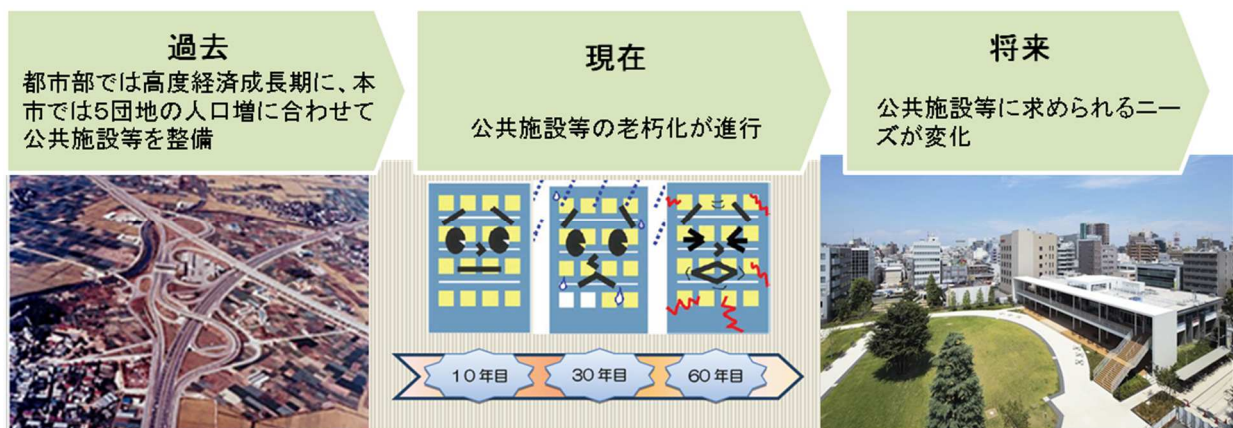 過去
都市部では高度経済成長期に、本
市では5団地の人口増に合わせて
公共施設等を整備
現在
公共施設等の老朽化が進行
将来
公共施設等に求められるニー
ズが変化
10年目
30年目
60年目